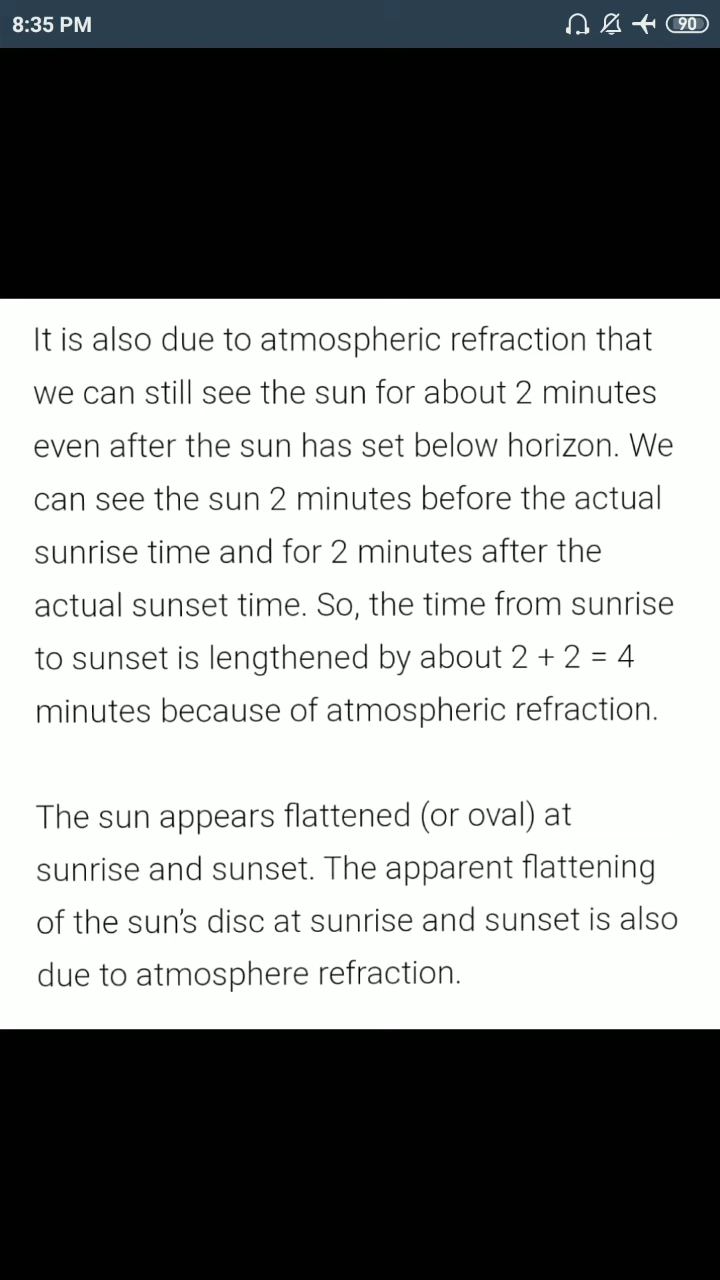 8:35 PM
90
It is also due to atmospheric refraction that
we can still see the sun for about 2 minutes
even after the sun has set below horizon. We
can see the sun 2 minutes before the actual
sunrise time and for 2 minutes after the
actual sunset time. So, the time from sunrise
to sunset is lengthened by about 2 + 2 = 4
minutes because of atmospheric refraction.
The sun appears flattened (or oval) at
sunrise and sunset. The apparent flattening
of the sun's disc at sunrise and sunset is also
due to atmosphere refraction.